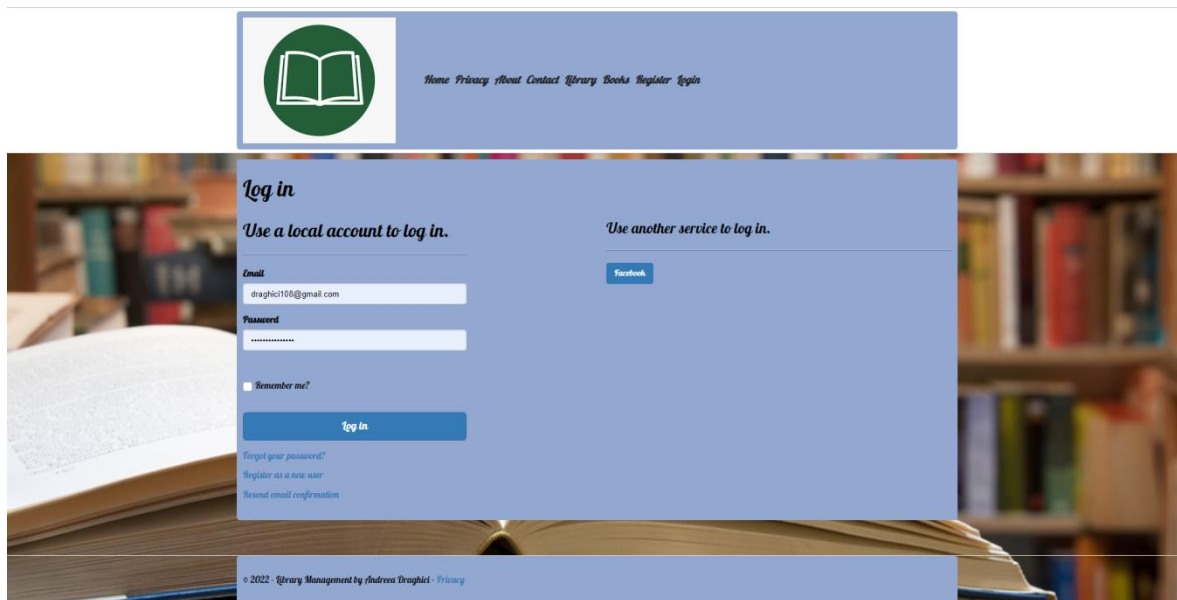 Home Privacy About Contact Library Books Register Login
Log in
Use a local account to log in.
Email
draghici108@gmail.com
Password
•••••••••••••••
Remember me?
Log in
Forgot your password?
Register as a new user
Resend email confirmation
Use another service to log in.
Facebook
© 2022 - Library Management by Andreea Draghici - Privacy